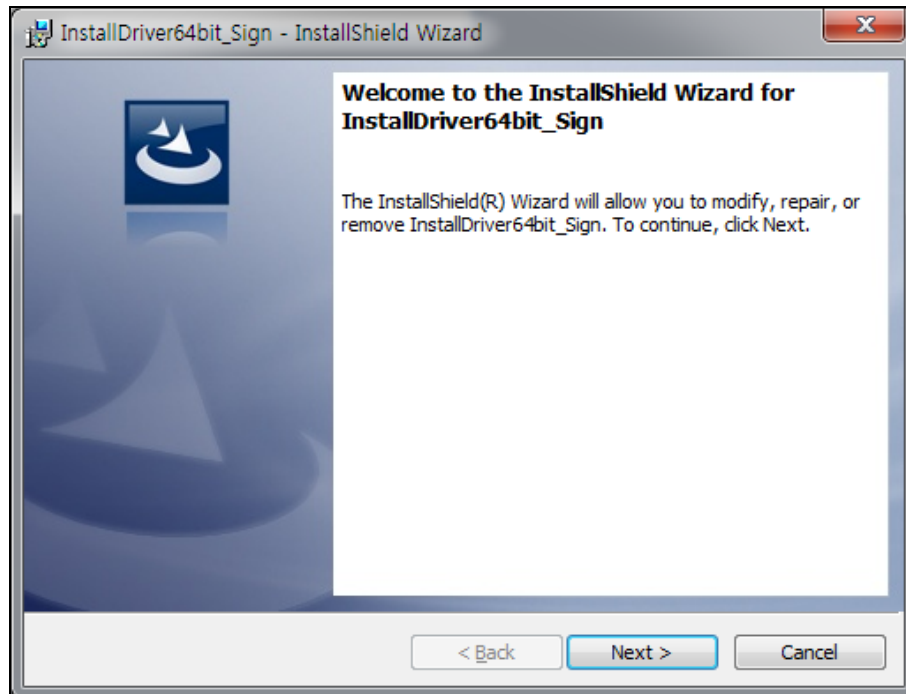 InstallDriver64bit_Sign - InstallShield Wizard
Welcome to the InstallShield Wizard for
InstallDriver64bit_Sign
The InstallShield(R) Wizard will allow you to modify, repair, or
remove InstallDriver64bit_Sign. To continue, click Next.
< Back Next > Cancel